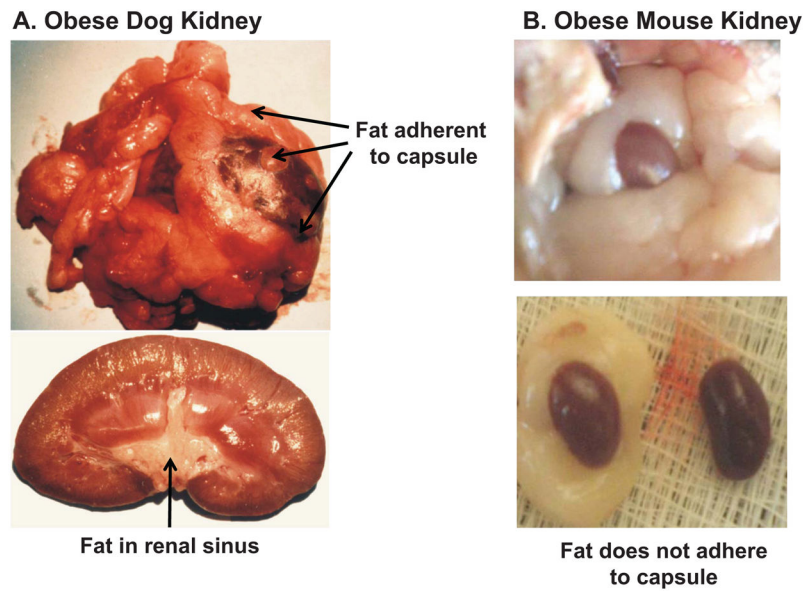 A. Obese Dog Kidney
Fat adherent
to capsule
Fat in renal sinus
B. Obese Mouse Kidney
Fat does not adhere
to capsule